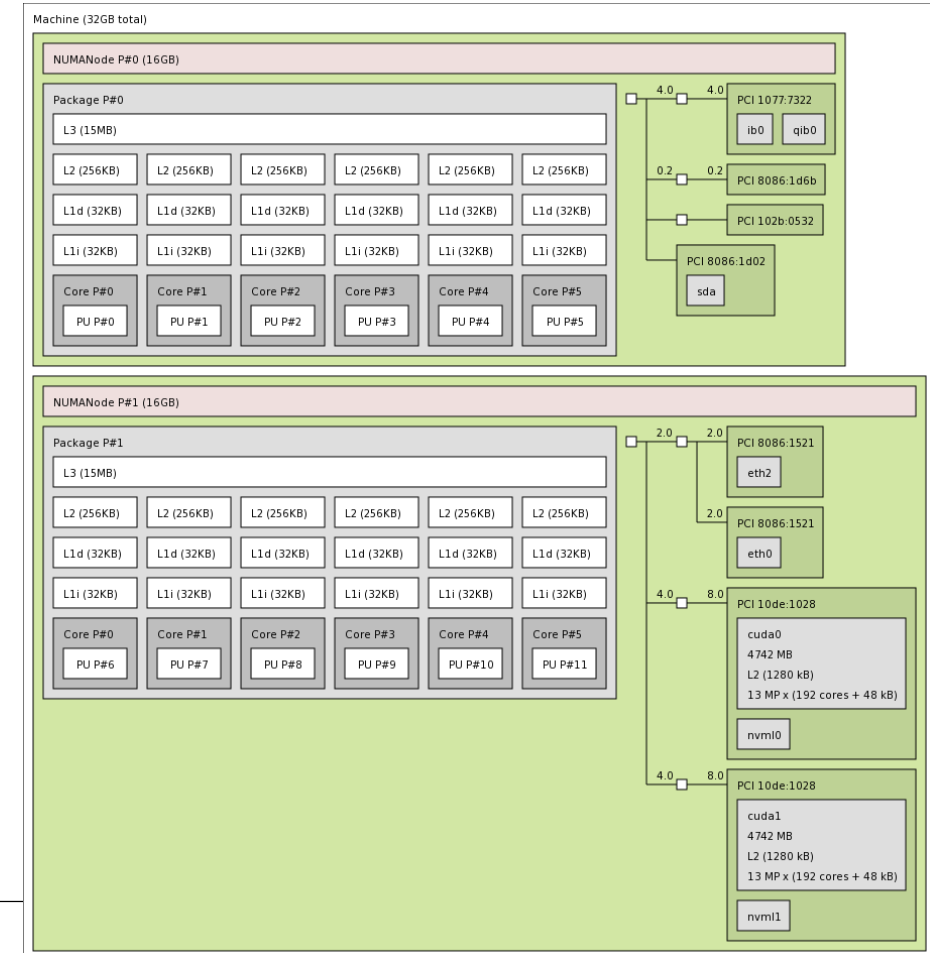 Machine (32GB total)
NUMANode P#0 (16GB)
Package P#0
L3 (15MB)
L2 (256KB) L2 (256KB) L2 (256KB) L2 (256KB) L2 (256KB) L2 (256KB)
L1d (32KB) L1d (32KB) L1d (32KB) L1d (32KB) L1d (32KB) L1d (32KB)
L1i (32KB) L1i (32KB) L1i (32KB) L1i (32KB) L1i (32KB) L1i (32KB)
Core P#0 Core P#1 Core P#2 Core P#3 Core P#4 Core P#5
PU P#0 PU P#1 PU P#2 PU P#3 PU P#4 PU P#5
4.0 4.0 PCI 1077:7322
ib0 qib0
0.2 0.2 PCI 8086:1d6b
PCI 102b:0532
PCI 8086:1d02
sda
NUMANode P#1 (16GB)
Package P#1
L3 (15MB)
L2 (256KB) L2 (256KB) L2 (256KB) L2 (256KB) L2 (256KB) L2 (256KB)
L1d (32KB) L1d (32KB) L1d (32KB) L1d (32KB) L1d (32KB) L1d (32KB)
L1i (32KB) L1i (32KB) L1i (32KB) L1i (32KB) L1i (32KB) L1i (32KB)
Core P#0 Core P#1 Core P#2 Core P#3 Core P#4 Core P#5
PU P#6 PU P#7 PU P#8 PU P#9 PU P#10 PU P#11
2.0 2.0 PCI 8086:1521
eth2
2.0 PCI 8086:1521
eth0
4.0 8.0 PCI 10de:1028
cuda0
4742 MB
L2 (1280 kB)
13 MP x (192 cores + 48 kB)
nvml0
4.0 8.0 PCI 10de:1028
cuda1
4742 MB
L2 (1280 kB)
13 MP x (192 cores + 48 kB)
nvml1